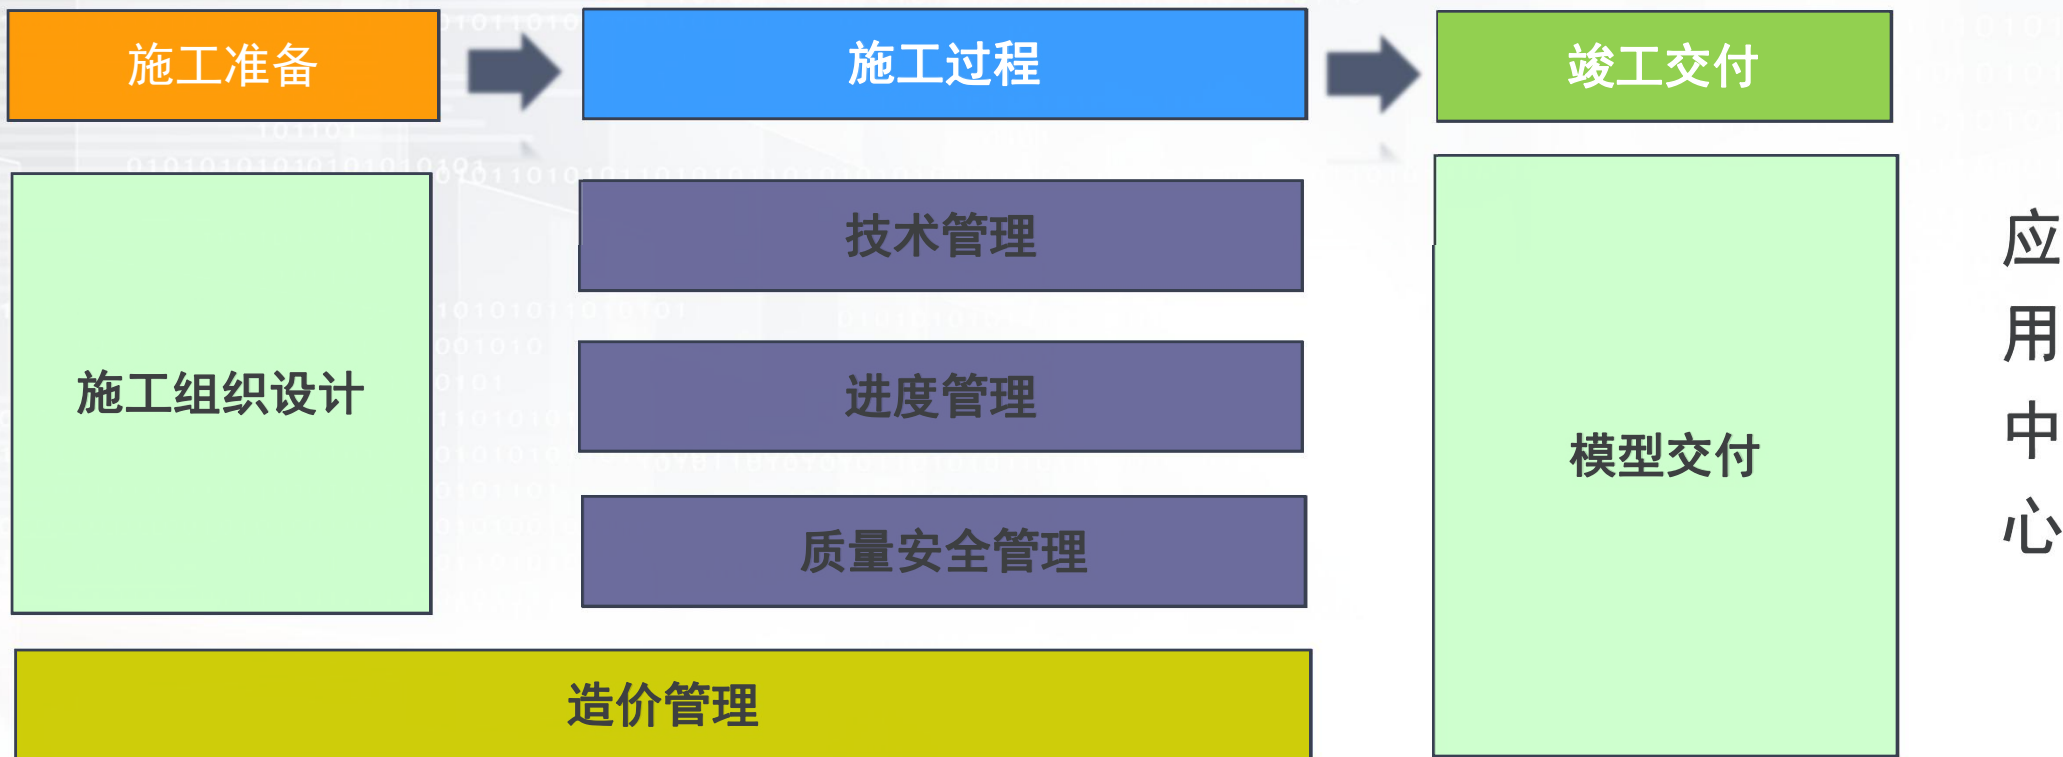 施工准备
施工过程
竣工交付
技术管理
施工组织设计
进度管理
模型交付
质量安全管理
造价管理
应用中心